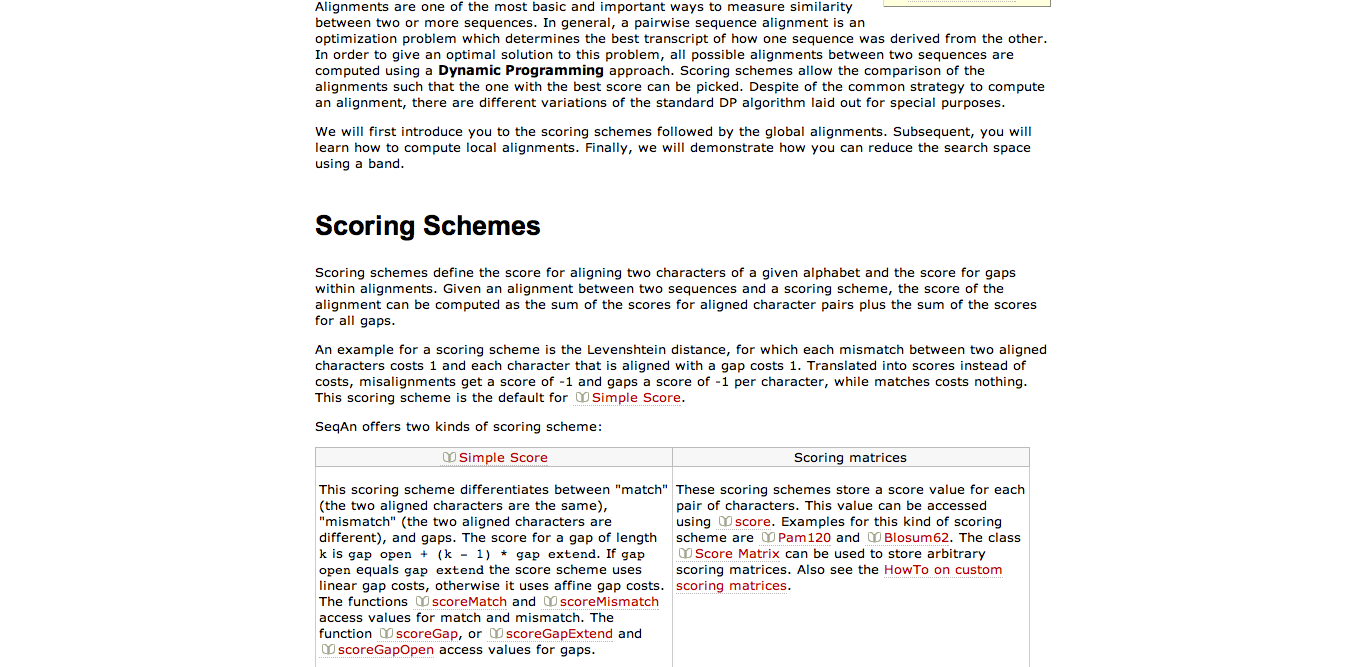 Alignments are one of the most basic and important ways to measure similarity
between two or more sequences. In general, a pairwise sequence alignment is an
optimization problem which determines the best transcript of how one sequence was derived from the other.
In order to give an optimal solution to this problem, all possible alignments between two sequences are
computed using a Dynamic Programming approach. Scoring schemes allow the comparison of the
alignments such that the one with the best score can be picked. Despite of the common strategy to compute
an alignment, there are different variations of the standard DP algorithm laid out for special purposes.
We will first introduce you to the scoring schemes followed by the global alignments. Subsequent, you will
learn how to compute local alignments. Finally, we will demonstrate how you can reduce the search space
using a band.
Scoring Schemes
Scoring schemes define the score for aligning two characters of a given alphabet and the score for gaps
within alignments. Given an alignment between two sequences and a scoring scheme, the score of the
alignment can be computed as the sum of the scores for aligned character pairs plus the sum of the scores
for all gaps.
An example for a scoring scheme is the Levenshtein distance, for which each mismatch between two aligned
characters costs 1 and each character that is aligned with a gap costs 1. Translated into scores instead of
costs, misalignments get a score of -1 and gaps a score of -1 per character, while matches costs nothing.
This scoring scheme is the default for Simple Score.
SeqAn offers two kinds of scoring scheme:
Simple Score
This scoring scheme differentiates between "match"
(the two aligned characters are the same),
"mismatch" (the two aligned characters are
different), and gaps. The score for a gap of length
k is gap open + (k - 1) * gap extend. If gap
open equals gap extend the score scheme uses
linear gap costs, otherwise it uses affine gap costs.
The functions scoreMatch and scoreMismatch
access values for match and mismatch. The
function scoreGap, or scoreGapExtend and
scoreGapOpen access values for gaps.
Scoring matrices
These scoring schemes store a score value for each
pair of characters. This value can be accessed
using score. Examples for this kind of scoring
scheme are Pam120 and Blosum62. The class
Score Matrix can be used to store arbitrary
scoring matrices. Also see the HowTo on custom
scoring matrices.